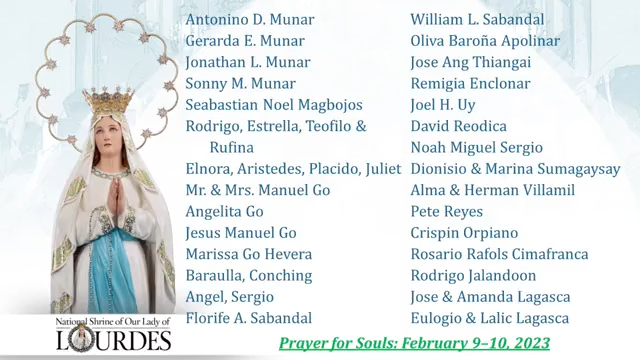 Antonino D. Munar
Gerarda E. Munar
Jonathan L. Munar
Sonny M. Munar
Seabastian Noel Magbojos
Rodrigo, Estrella, Teofilo &
Rufina
Elnora, Aristedes, Placido, Juliet
Mr. & Mrs. Manuel Go
Angelita Go
Jesus Manuel Go
Marissa Go Hevera
Baraulla, Conching
Angel, Sergio
Florife A. Sabandal
William L. Sabandal
Oliva Baroña Apolinar
Jose Ang Thiangai
Remigia Enclonar
Joel H. Uy
David Reodica
Noah Miguel Sergio
Dionisio & Marina Sumagaysay
Alma & Herman Villamil
Pete Reyes
Crispin Orpiano
Rosario Rafols Cimafranca
Rodrigo Jalandoon
Jose & Amanda Lagasca
Eulogio & Lalic Lagasca
National Shrine of Our Lady of
LOURDES
Prayer for Souls: February 9–10, 2023